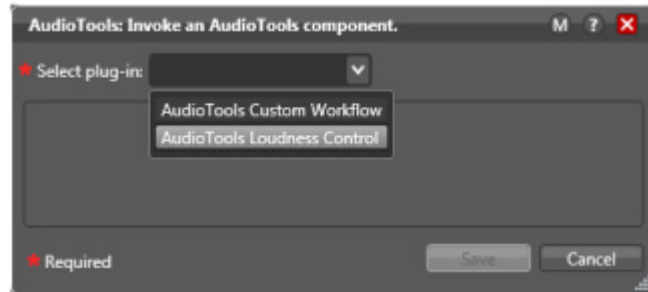 AudioTools: Invoke an AudioTools component. M ? X
* Select plug-in:
AudioTools Custom Workflow
AudioTools Loudness Control
* Required Save Cancel